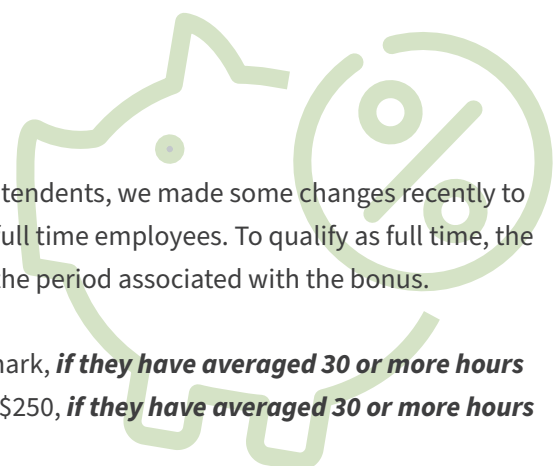 tendents, we made some changes recently to
full time employees. To qualify as full time, the
the period associated with the bonus.
mark, if they have averaged 30 or more hours
$250, if they have averaged 30 or more hours